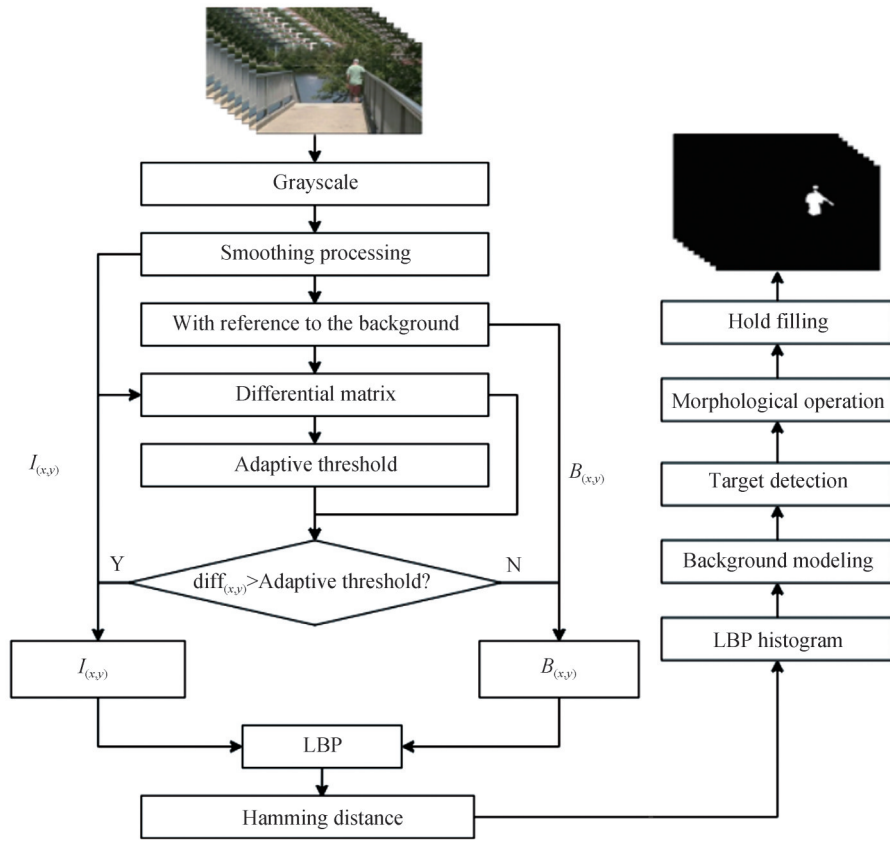 Grayscale
Smoothing processing
With reference to the background
Differential matrix
Adaptive threshold
I(x,y)
B(x,y)
Y
diff(x,y)>Adaptive threshold?
N
I(x,y)
B(x,y)
LBP
Hamming distance
Hold filling
Morphological operation
Target detection
Background modeling
LBP histogram